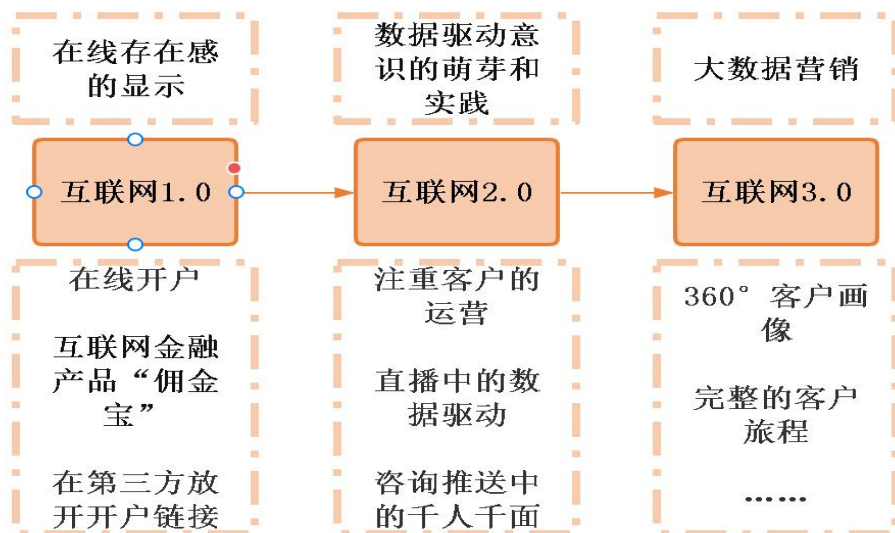 在线存在感
的显示
数据驱动意
识的萌芽和
实践
大数据营销
互联网1.0
互联网2.0
互联网3.0
在线开户
互联网金融
产品“佣金
宝”
在第三方放
开开户链接
注重客户的
运营
直播中的数
据驱动
咨询推送中
的千人千面
360°客户画
像
完整的客户
旅程
……